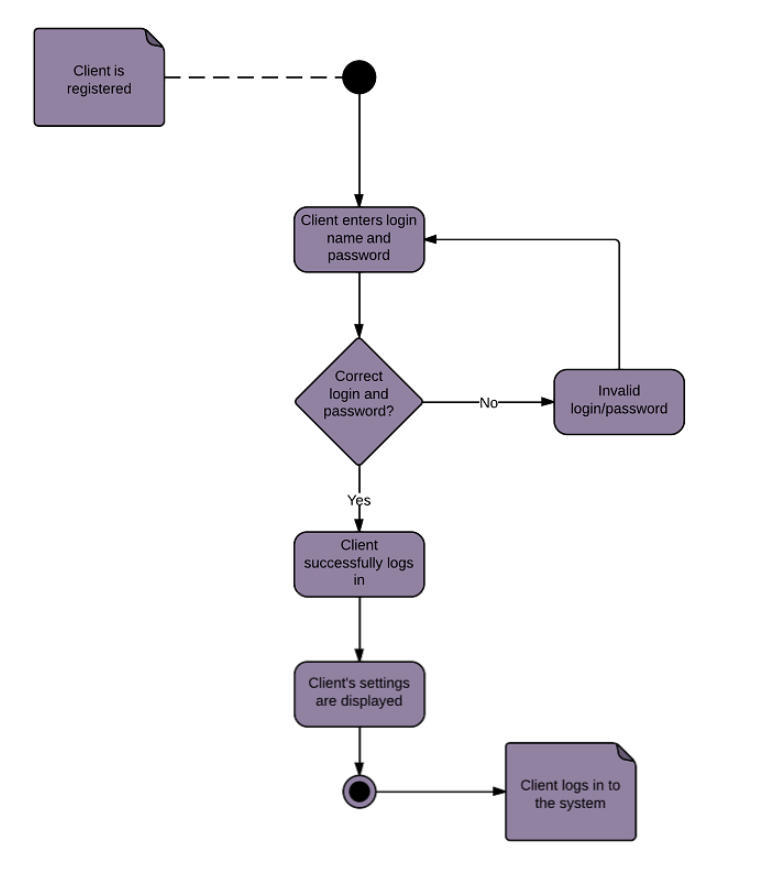 Client is
registered
Client enters login
name and
password
Correct
login and
password?
No
Invalid
login/password
Yes
Client
successfully logs
in
Client's settings
are displayed
Client logs in to
the system